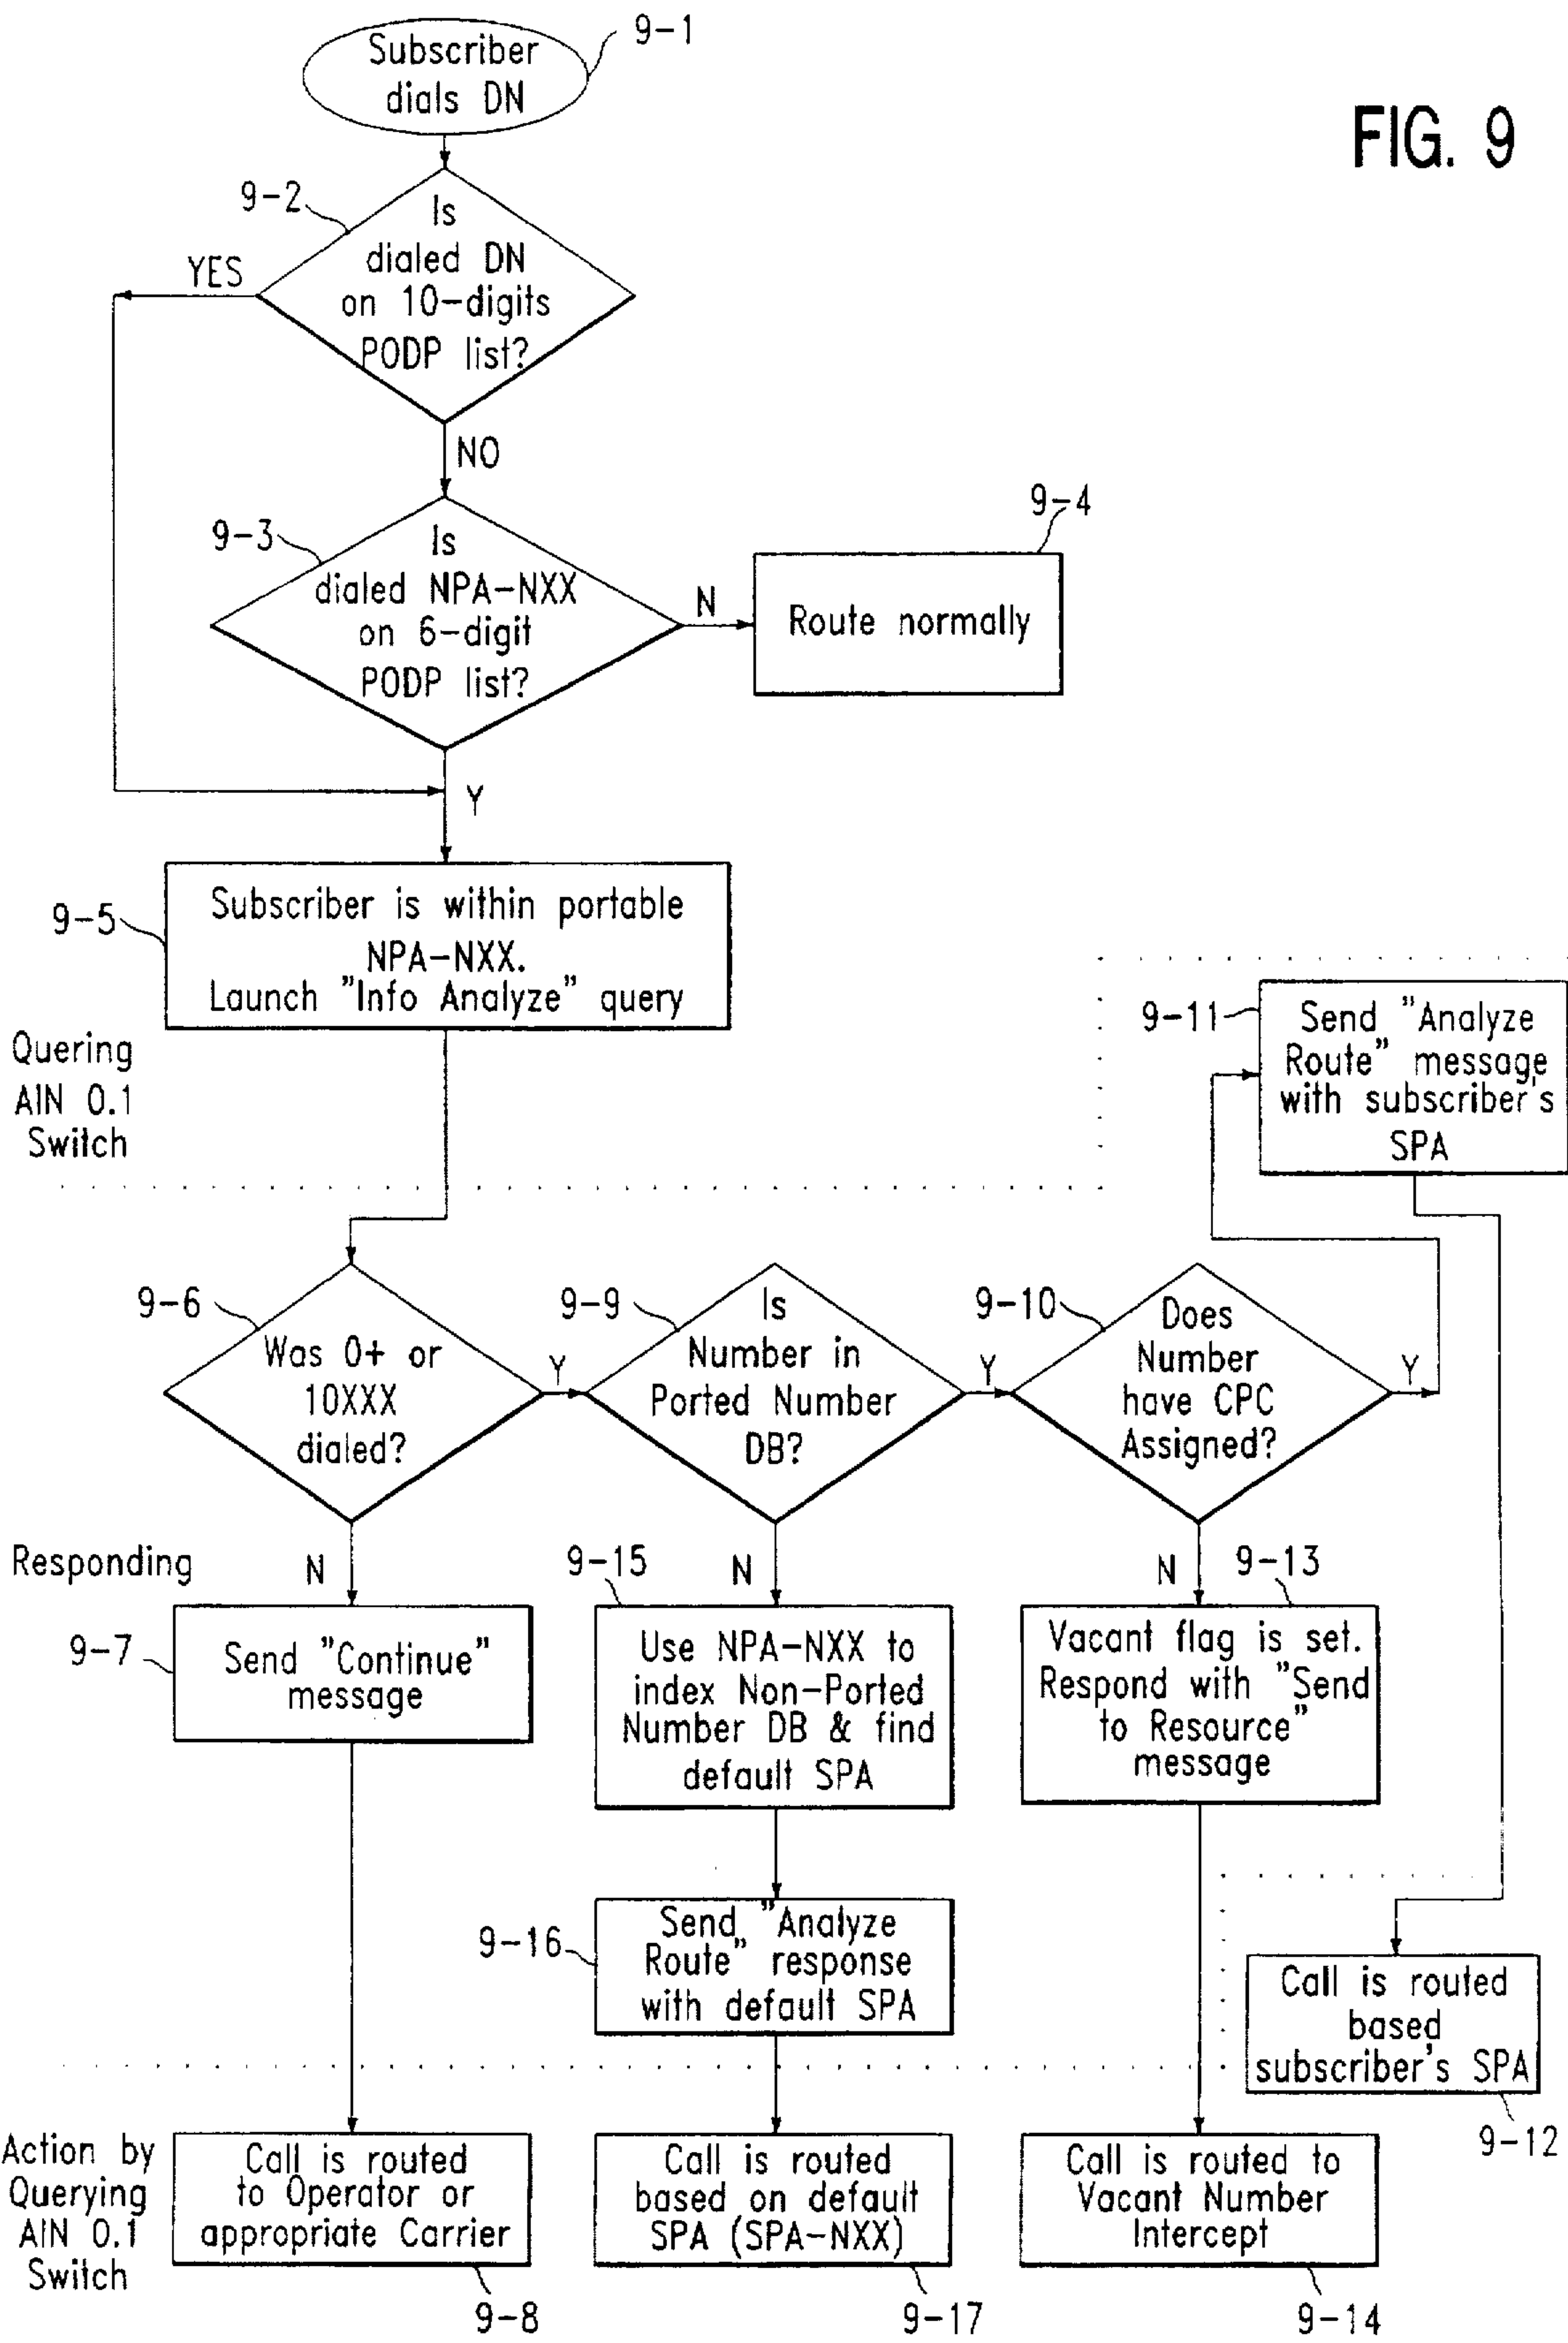 FIG. 9
Subscriber
dials DN
9-1
9-2
Is
dialed DN
on 10-digits
PODP list?
YES
NO
9-3
Is
dialed NPA-NXX
on 6-digit
PODP list?
N
9-4
Route normally
Y
9-5
Subscriber is within portable
NPA-NXX.
Launch "Info Analyze" query
Quering
AIN 0.1
Switch
9-11
Send "Analyze
Route" message
with subscriber's
SPA
9-6
Was 0+ or
10XXX
dialed?
Y
9-9
Is
Number in
Ported Number
DB?
Y
9-10
Does
Number
have CPC
Assigned?
Y
Responding
N
9-7
Send "Continue"
message
9-15
N
Use NPA-NXX to
index Non-Ported
Number DB & find
default SPA
N
9-13
Vacant flag is set.
Respond with "Send
to Resource"
message
9-16
Send "Analyze
Route" response
with default SPA
Call is routed
based
subscriber's SPA
9-12
Action by
Querying
AIN 0.1
Switch
Call is routed
to Operator or
appropriate Carrier
9-8
Call is routed
based on default
SPA (SPA-NXX)
9-17
Call is routed to
Vacant Number
Intercept
9-14